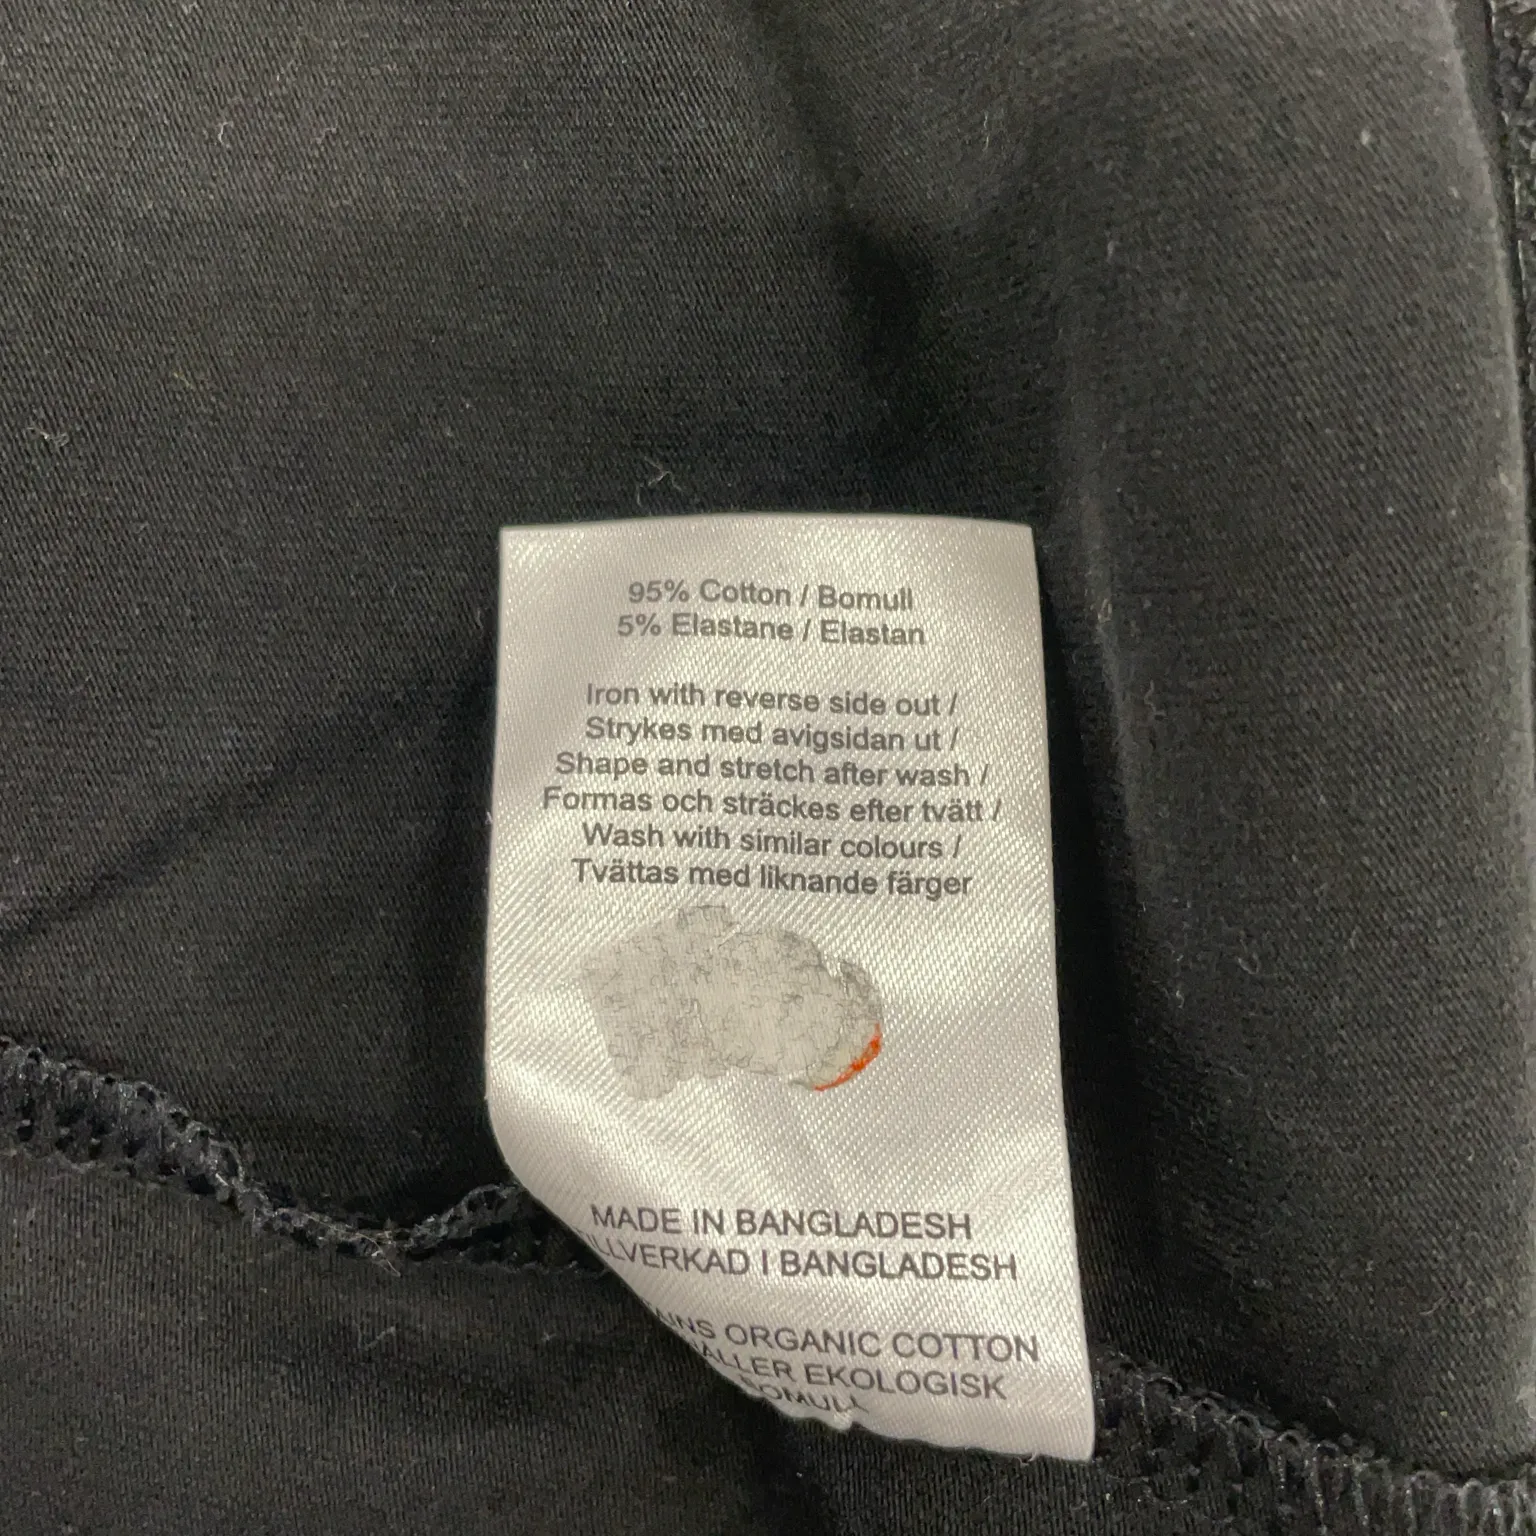 95% Cotton / Bomull
5% Elastane / Elastan
Iron with reverse side out /
Strykes med avigsidan ut /
Shape and stretch after wash /
Formas och sträckes efter tvätt /
Wash with similar colours /
Tvättas med liknande färger
MADE IN BANGLADESH
I BANGLADESH
ORGANIC COTTON
EKOLOGISK
BOMULL